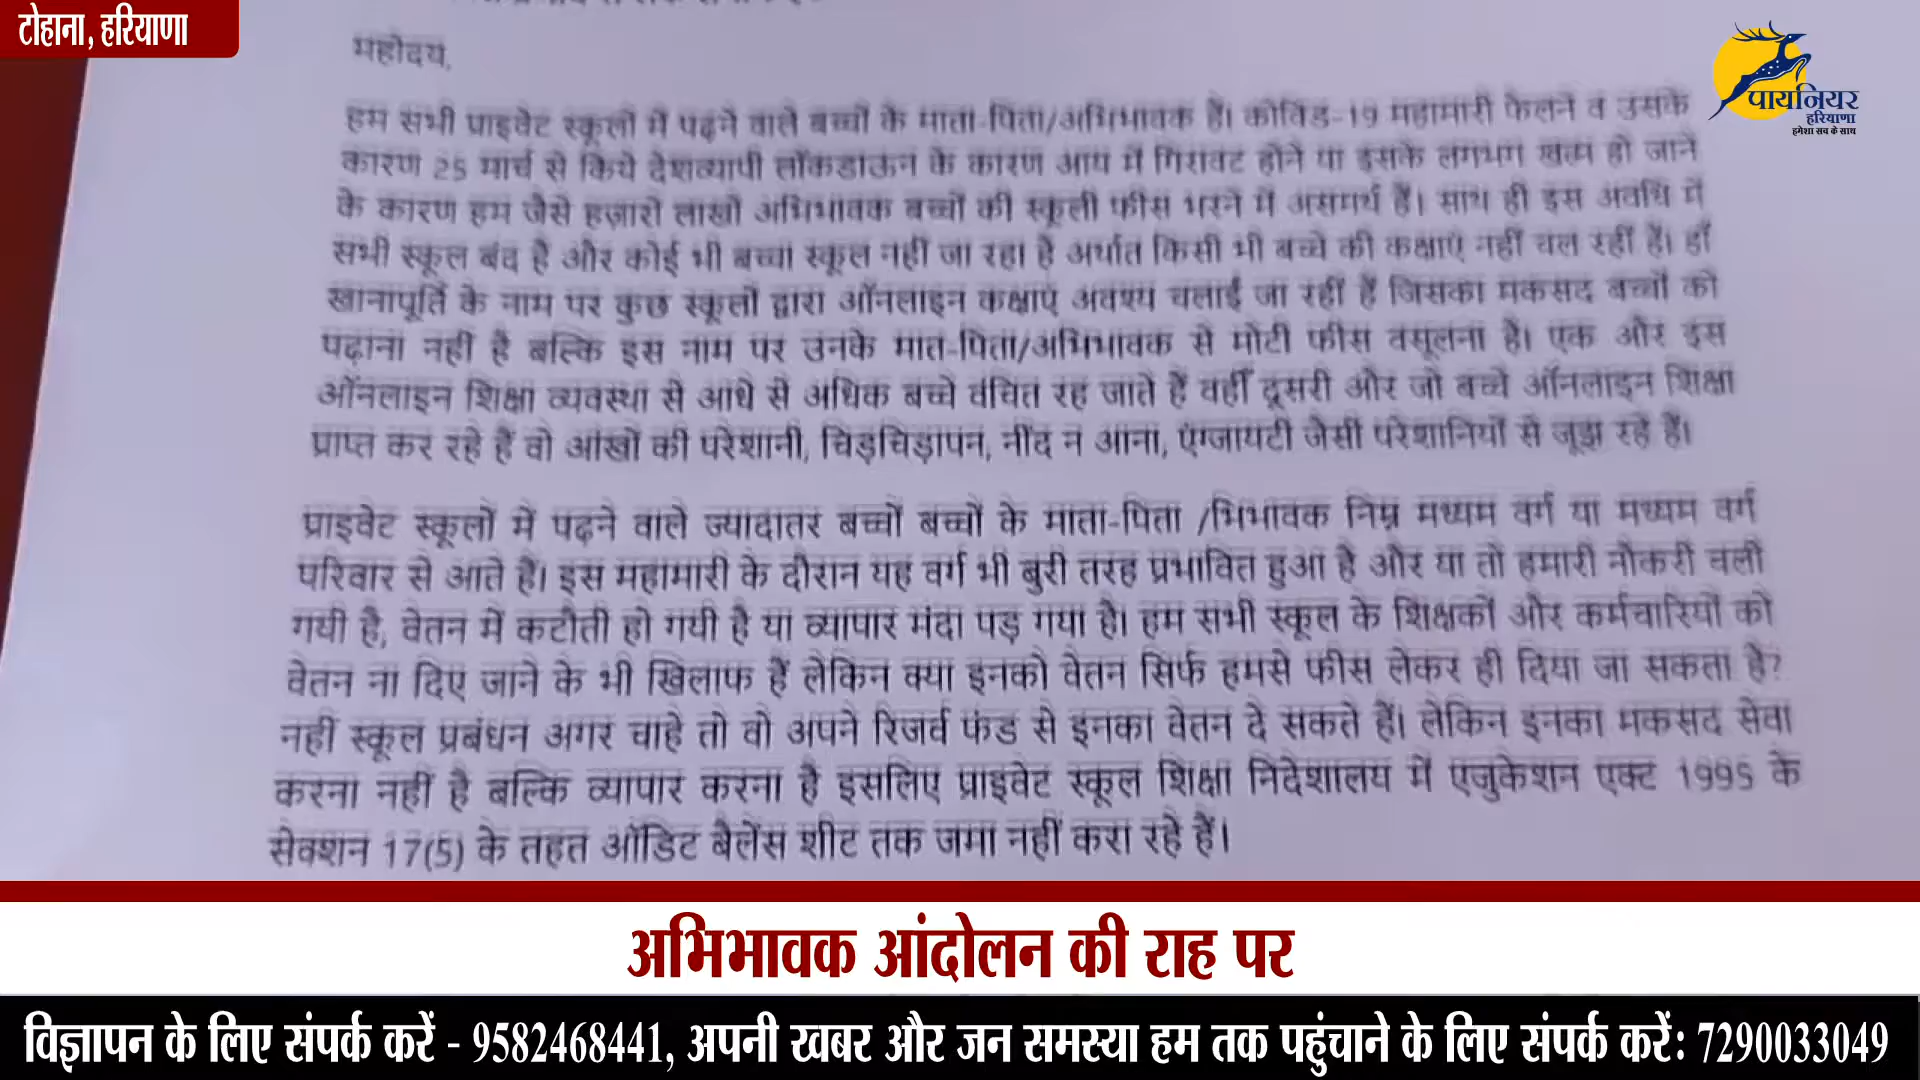 टोहाना, हरियाणा
पायनियर
हरियाणा
हमेशा सच के साथ
महोदय,
हम सभी प्राइवेट स्कूलों में पढ़ने वाले बच्चों के माता-पिता/अभिभावक हैं। कोविड-19 महामारी फैलने व उसके
कारण 25 मार्च से किये देशव्यापी लॉकडाऊन के कारण आय में गिरावट होने या इसके लगभग खत्म हो जाने
के कारण हम जैसे हज़ारों लाखों अभिभावक बच्चों की स्कूली फीस भरने में असमर्थ हैं। साथ ही इस अवधि में
सभी स्कूल बंद है और कोई भी बच्चा स्कूल नहीं जा रहा है अर्थात किसी भी बच्चे की कक्षाएं नहीं चल रहीं हैं। हाँ
खानापूर्ति के नाम पर कुछ स्कूलों द्वारा ऑनलाइन कक्षाएं अवश्य चलाई जा रहीं हैं जिसका मकसद बच्चों को
पढ़ाना नहीं है बल्कि इस नाम पर उनके मात-पिता/अभिभावक से मोटी फीस वसूलना है। एक और इस
ऑनलाइन शिक्षा व्यवस्था से आधे से अधिक बच्चे वंचित रह जाते हैं वहीँ दूसरी और जो बच्चे ऑनलाइन शिक्षा
प्राप्त कर रहे हैं वो आंखों की परेशानी, चिड़चिड़ापन, नींद न आना, एंग्जायटी जैसी परेशानियों से जूझ रहे हैं।
प्राइवेट स्कूलों में पढ़ने वाले ज्यादातर बच्चों बच्चों के माता-पिता /भिभावक निम्न मध्यम वर्ग या मध्यम वर्ग
परिवार से आते हैं। इस महामारी के दौरान यह वर्ग भी बुरी तरह प्रभावित हुआ है और या तो हमारी नौकरी चली
गयी है, वेतन में कटौती हो गयी है या व्यापार मंदा पड़ गया है। हम सभी स्कूल के शिक्षकों और कर्मचारियों को
वेतन ना दिए जाने के भी खिलाफ हैं लेकिन क्या इनको वेतन सिर्फ हमसे फीस लेकर ही दिया जा सकता है?
नहीं स्कूल प्रबंधन अगर चाहे तो वो अपने रिजर्व फंड से इनका वेतन दे सकते हैं। लेकिन इनका मकसद सेवा
करना नहीं है बल्कि व्यापार करना है इसलिए प्राइवेट स्कूल शिक्षा निदेशालय में एजुकेशन एक्ट 1995 के
सेक्शन 17(5) के तहत ऑडिट बैलेंस शीट तक जमा नहीं करा रहे हैं।
अभिभावक आंदोलन की राह पर
विज्ञापन के लिए संपर्क करें - 9582468441, अपनी खबर और जन समस्या हम तक पहुंचाने के लिए संपर्क करें: 7290033049